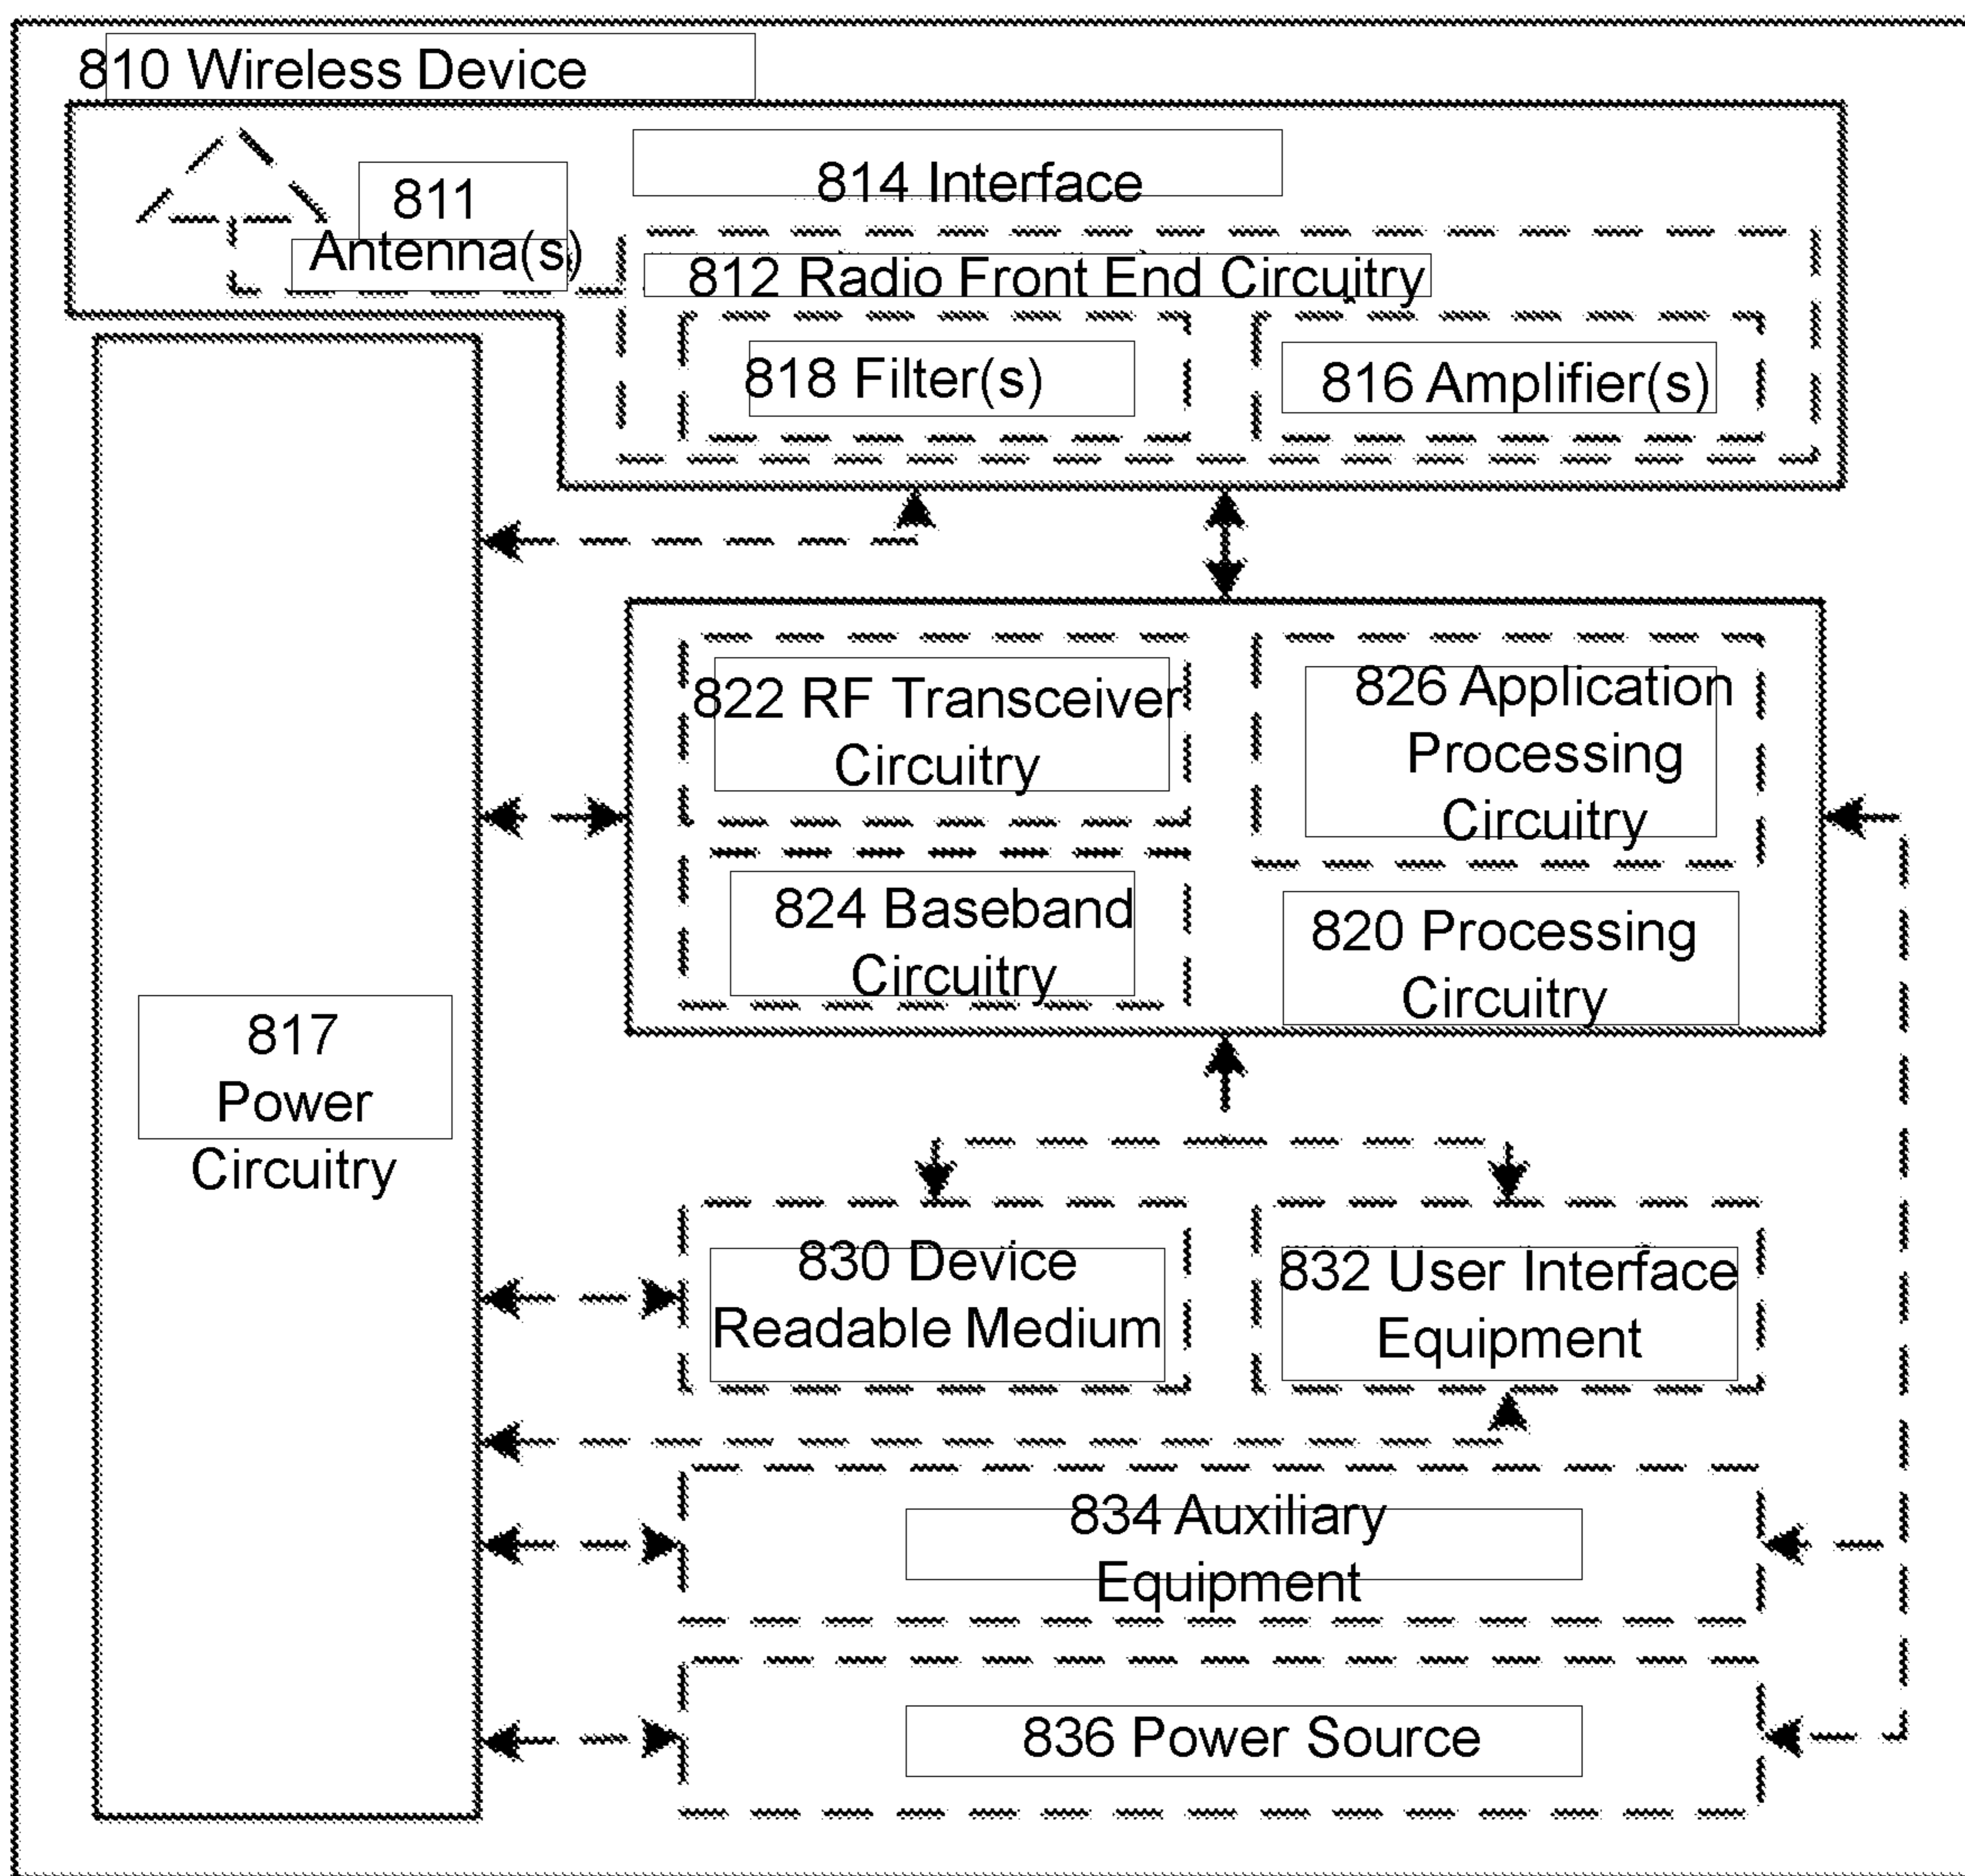 810 Wireless Device
814 Interface
811
Antenna(s)
812 Radio Front End Circuitry
818 Filter(s)
816 Amplifier(s)
822 RF Transceiver
Circuitry
826 Application
Processing
Circuitry
824 Baseband
Circuitry
820 Processing
Circuitry
817
Power
Circuitry
830 Device
Readable Medium
832 User Interface
Equipment
834 Auxiliary
Equipment
836 Power Source